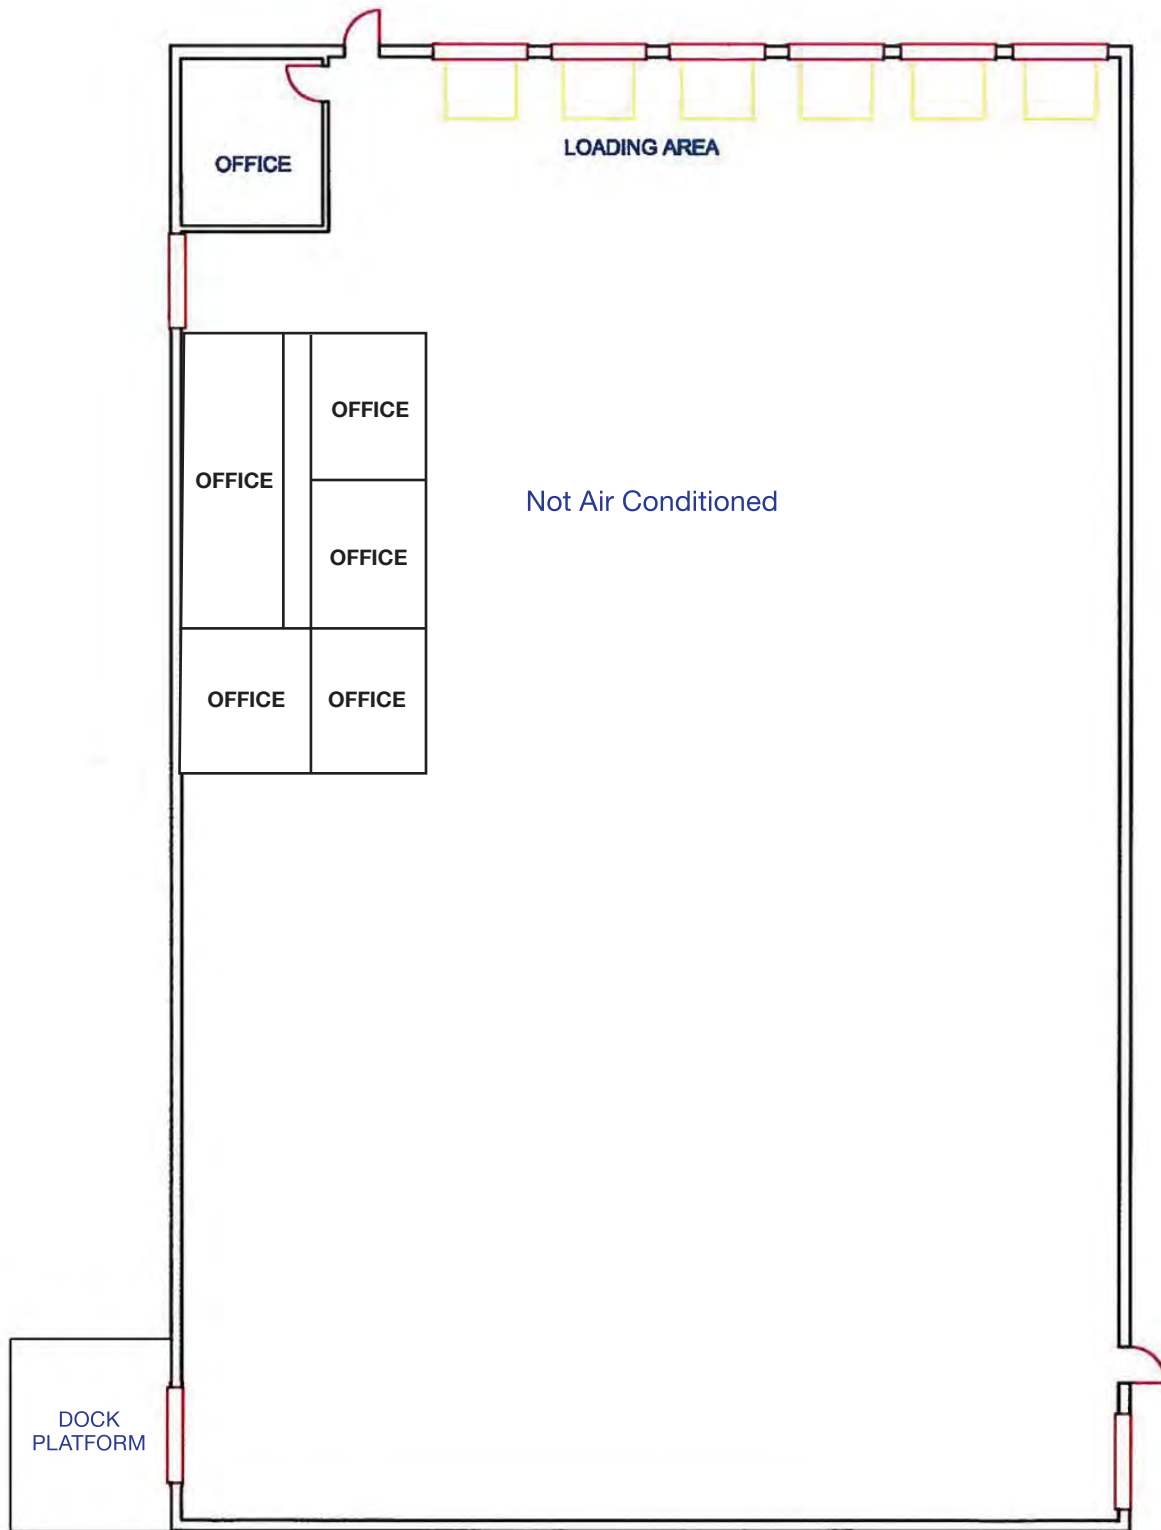 OFFICE
LOADING AREA
OFFICE
OFFICE
Not Air Conditioned
OFFICE
OFFICE
OFFICE
DOCK
PLATFORM